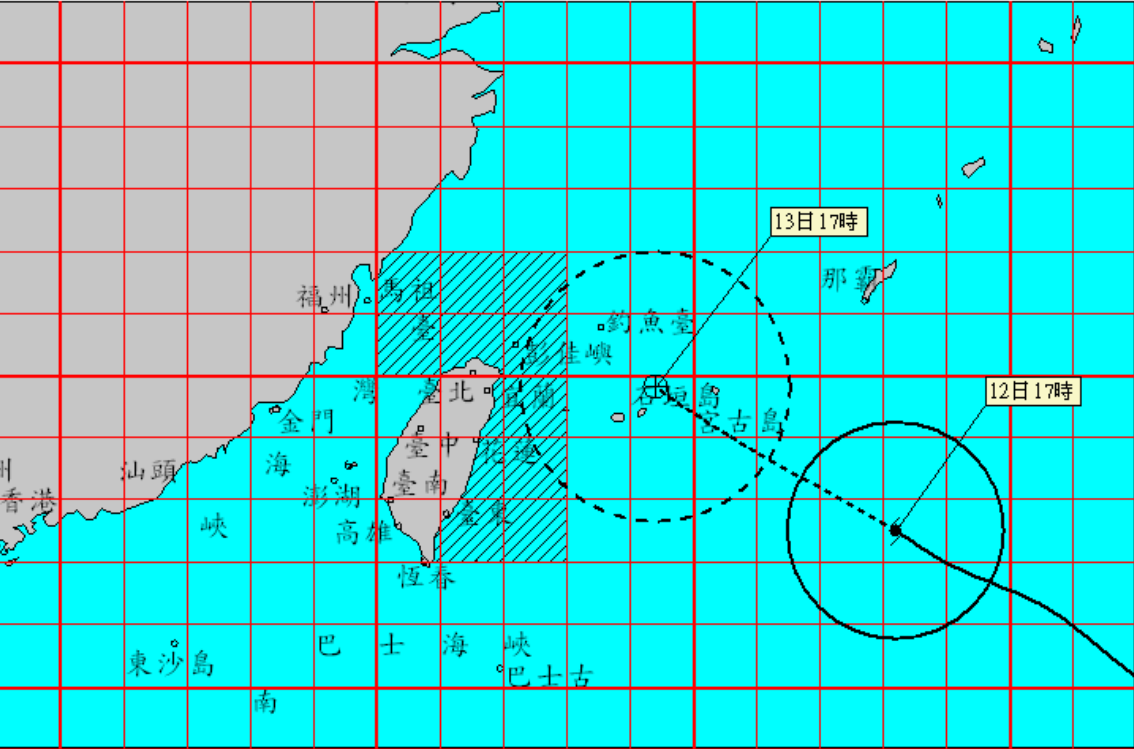 13日17時
那霸
福州
馬祖
釣魚臺
臺
彭佳嶼
12日17時
灣
臺北
宜蘭
石垣島
宮古島
金門
臺中
花蓮
海
州
汕頭
臺南
香港
澎湖
臺東
峽
高雄
恆春
巴士海峽
東沙島
巴士古
南